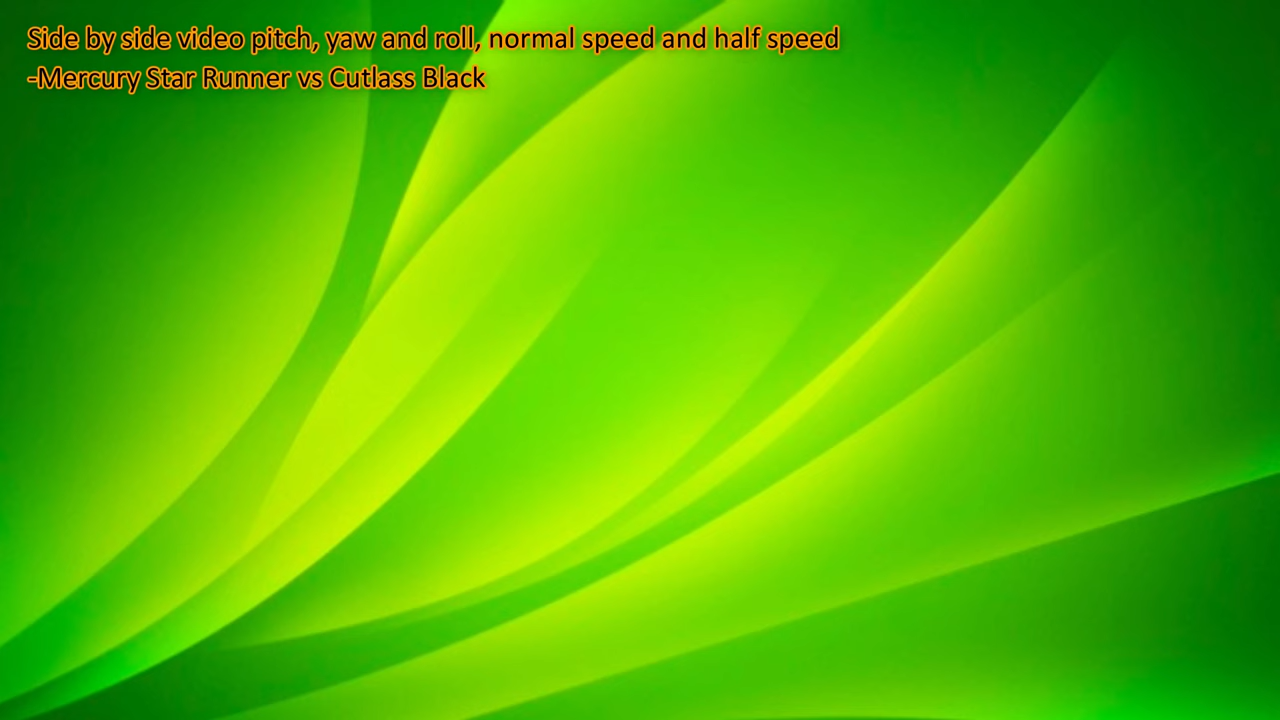 Side by side video pitch, yaw and roll, normal speed and half speed
-Mercury Star Runner vs Cutlass Black